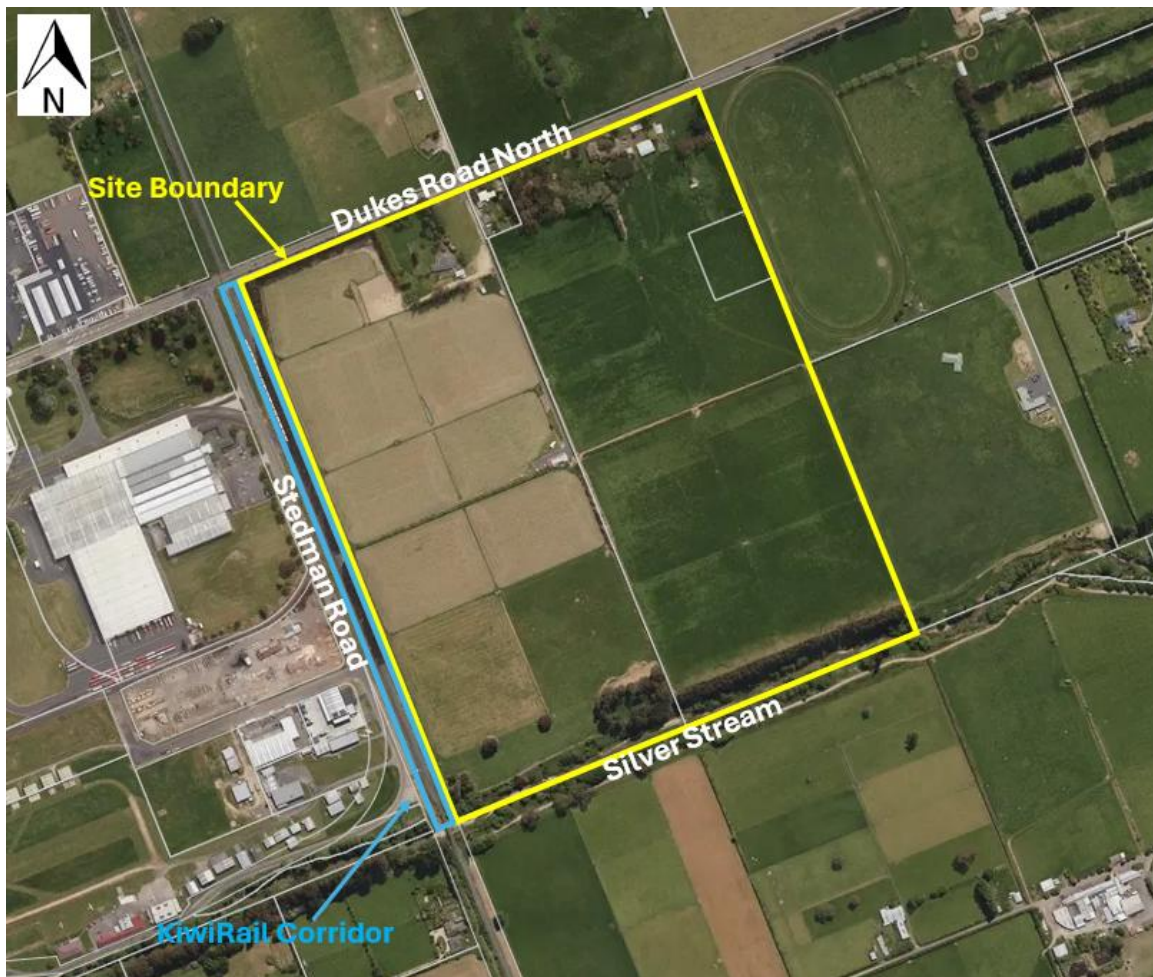 N
Dukes Road North
Site Boundary
Stedman Road
Silver Stream
KiwiRail Corridor